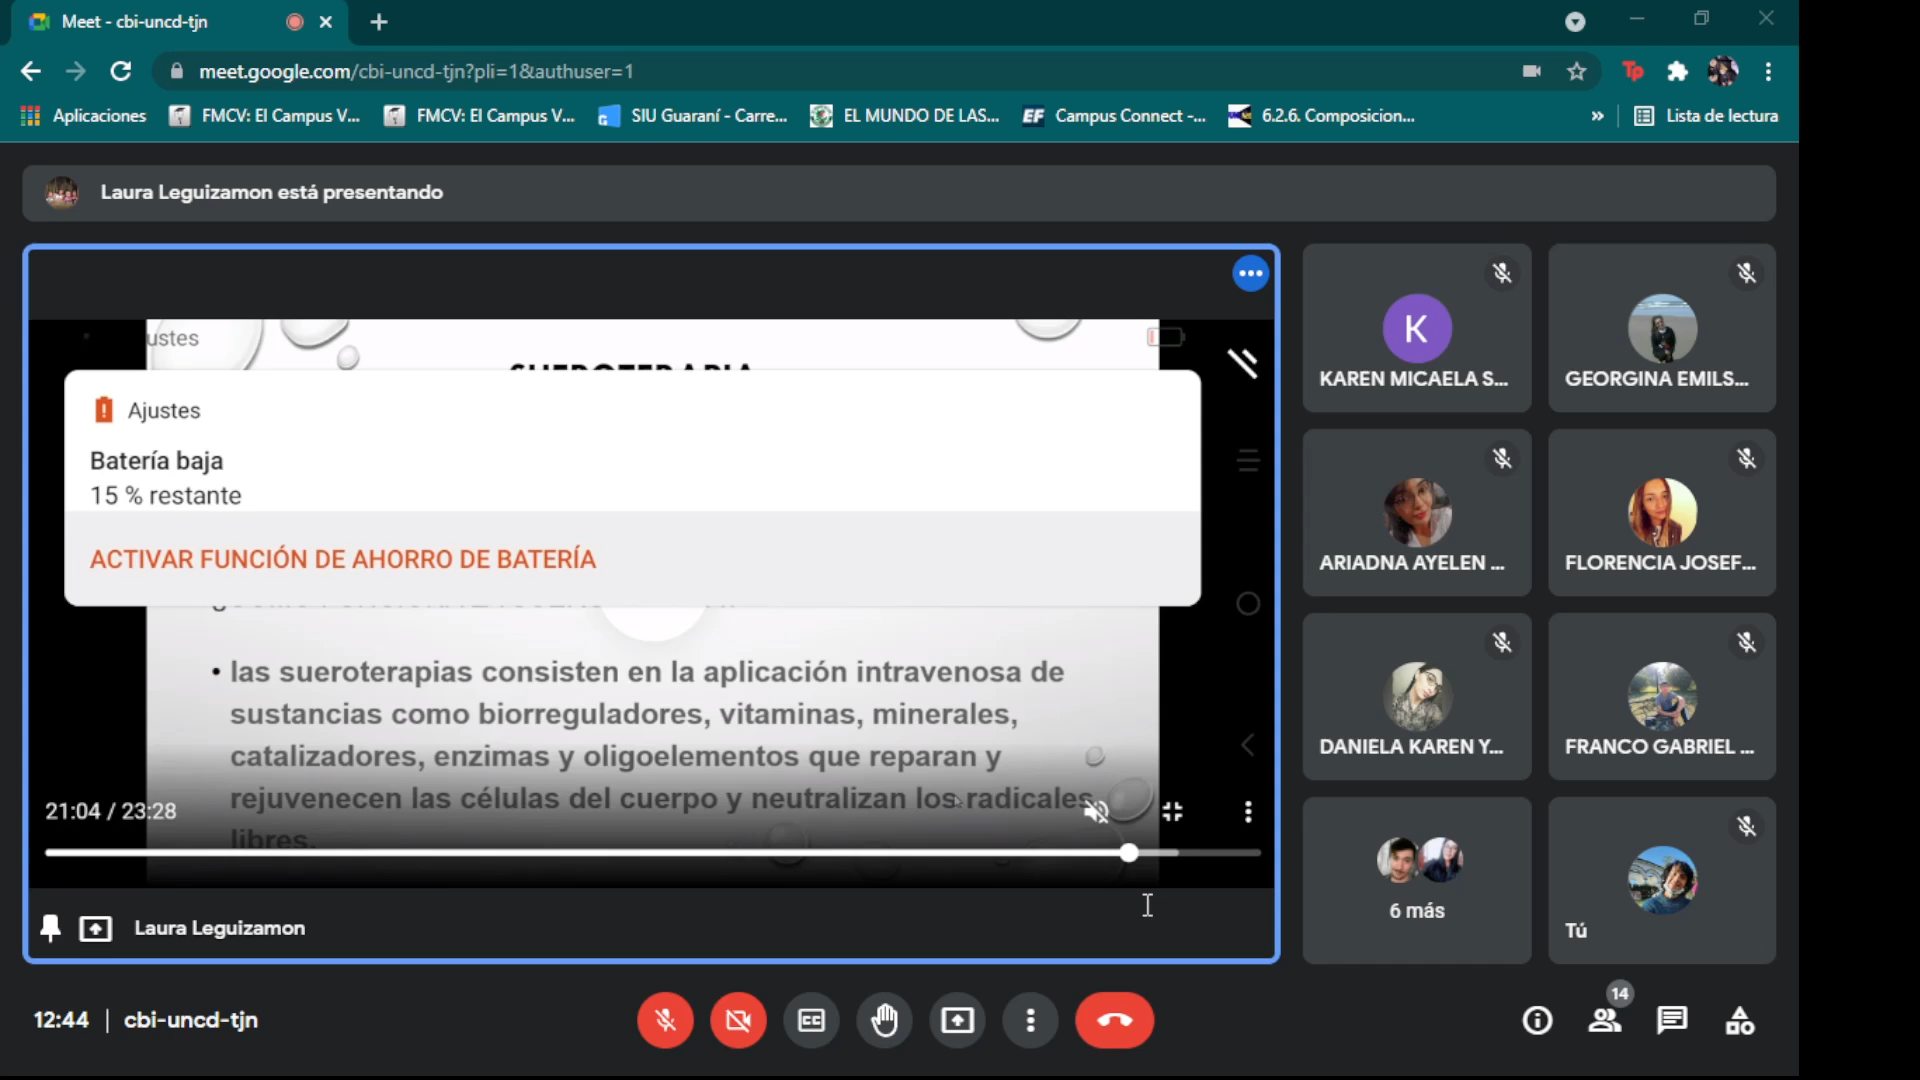 Meet - cbi-uncd-tjn
meet.google.com/cbi-uncd-tjn?pli=1&authuser=1
Tp
Aplicaciones
FMCV: El Campus V...
FMCV: El Campus V...
SIU Guaraní - Carre...
EL MUNDO DE LAS...
EF Campus Connect -...
6.2.6. Composicion...
»
Lista de lectura
Laura Leguizamon está presentando
ustes
SUEROTERAPIA
Ajustes
Batería baja
15 % restante
ACTIVAR FUNCIÓN DE AHORRO DE BATERÍA
• las sueroterapias consisten en la aplicación intravenosa de
sustancias como biorreguladores, vitaminas, minerales,
catalizadores, enzimas y oligoelementos que reparan y
rejuvenecen las células del cuerpo y neutralizan los radicales
libres.
21:04 / 23:28
Laura Leguizamon
K
KAREN MICAELA S...
GEORGINA EMILS...
ARIADNA AYELEN ...
FLORENCIA JOSEF...
DANIELA KAREN Y...
FRANCO GABRIEL ...
6 más
Tú
12:44 | cbi-uncd-tjn
CC
14